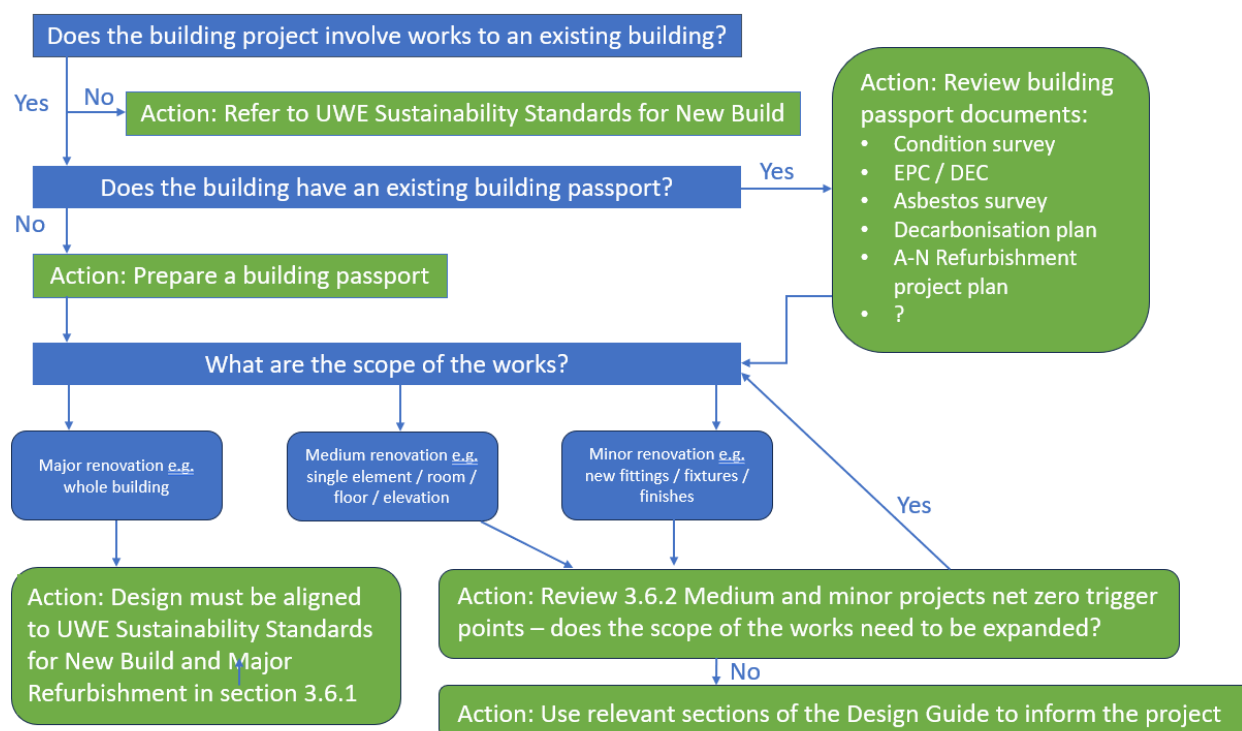 Does the building project involve works to an existing building?
Yes
No
Action: Refer to UWE Sustainability Standards for New Build
Does the building have an existing building passport?
Yes
Action: Review building
passport documents:
• Condition survey
• EPC / DEC
• Asbestos survey
• Decarbonisation plan
• A-N Refurbishment
project plan
• ?
No
Action: Prepare a building passport
What are the scope of the works?
Major renovation e.g.
whole building
Medium renovation e.g.
single element / room /
floor / elevation
Minor renovation e.g.
new fittings / fixtures /
finishes
Yes
Action: Design must be aligned
to UWE Sustainability Standards
for New Build and Major
Refurbishment in section 3.6.1
Action: Review 3.6.2 Medium and minor projects net zero trigger
points – does the scope of the works need to be expanded?
No
Action: Use relevant sections of the Design Guide to inform the project